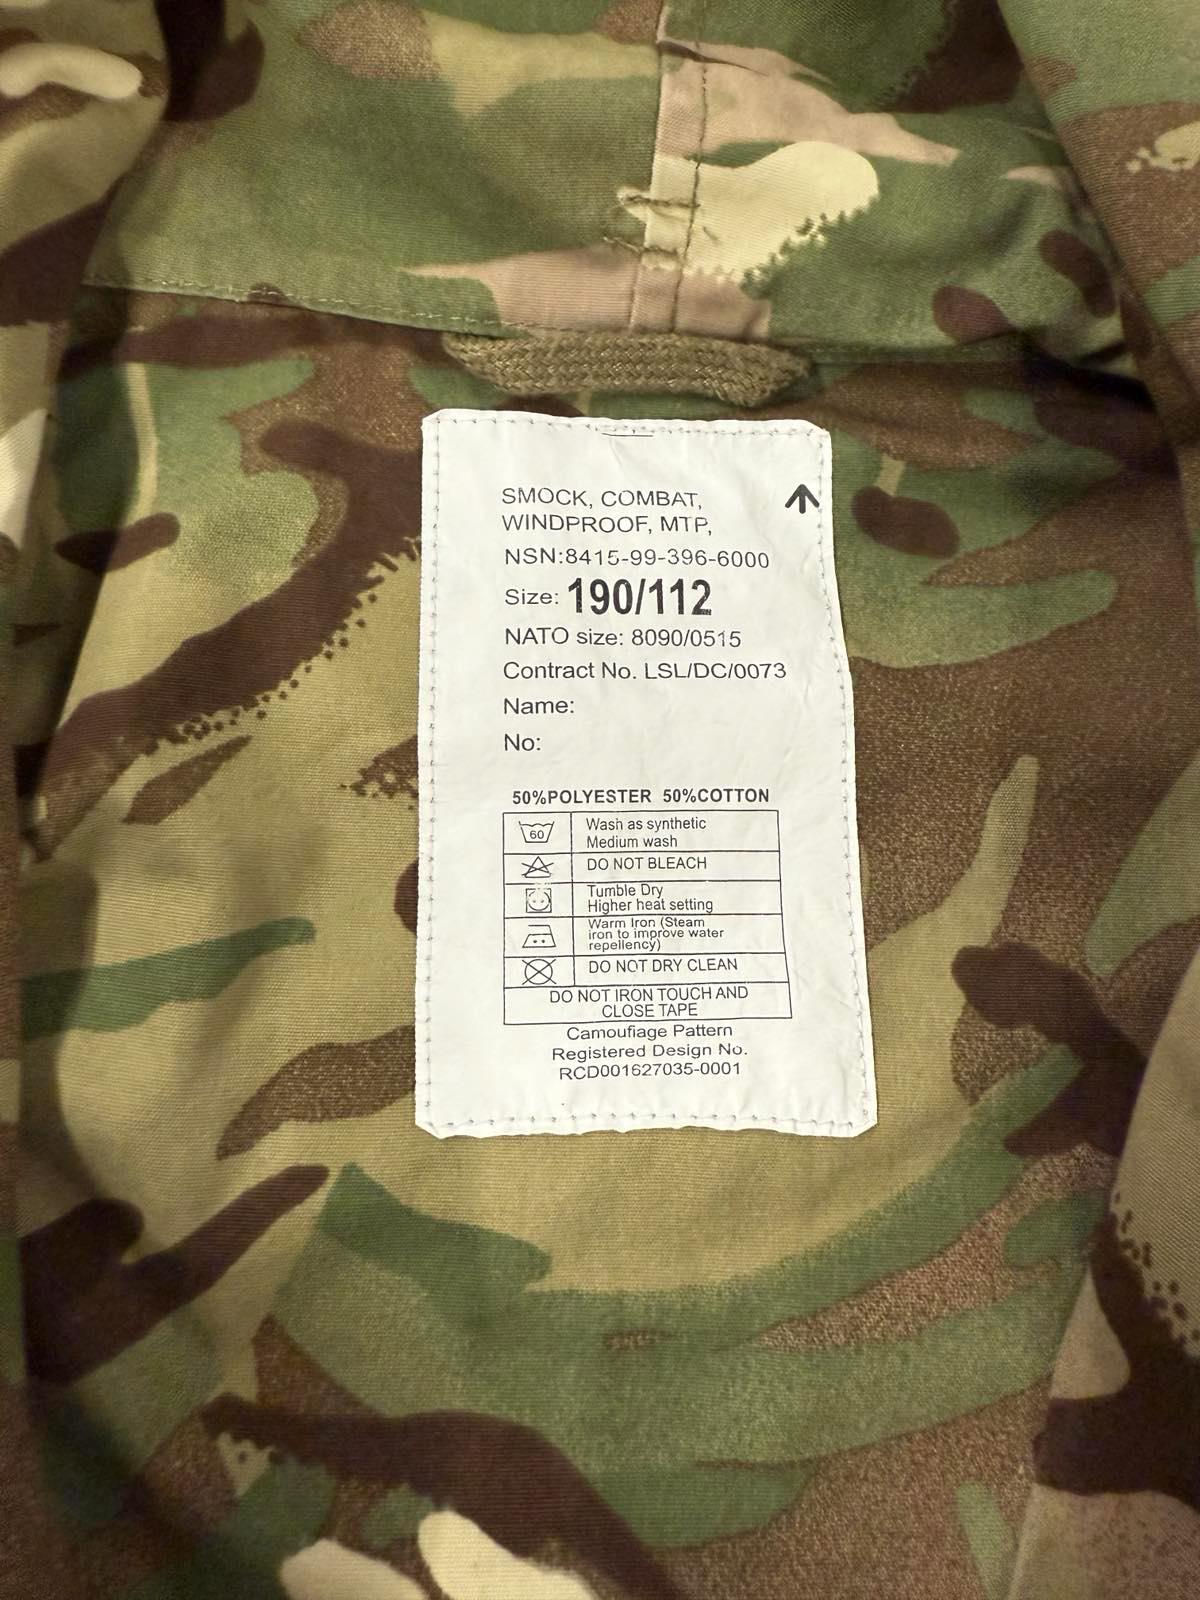 SMOCK, COMBAT,
WINDPROOF, MTP,
NSN:8415-99-396-6000
Size: 190/112
NATO size: 8090/0515
Contract No. LSL/DC/0073
Name:
No:
50%POLYESTER 50%COTTON
60
Wash as synthetic
Medium wash
DO NOT BLEACH
Tumble Dry
Higher heat setting
Warm Iron (Steam
iron to improve water
repellency)
DO NOT DRY CLEAN
DO NOT IRON TOUCH AND
CLOSE TAPE
Camoufiage Pattern
Registered Design No.
RCD001627035-0001